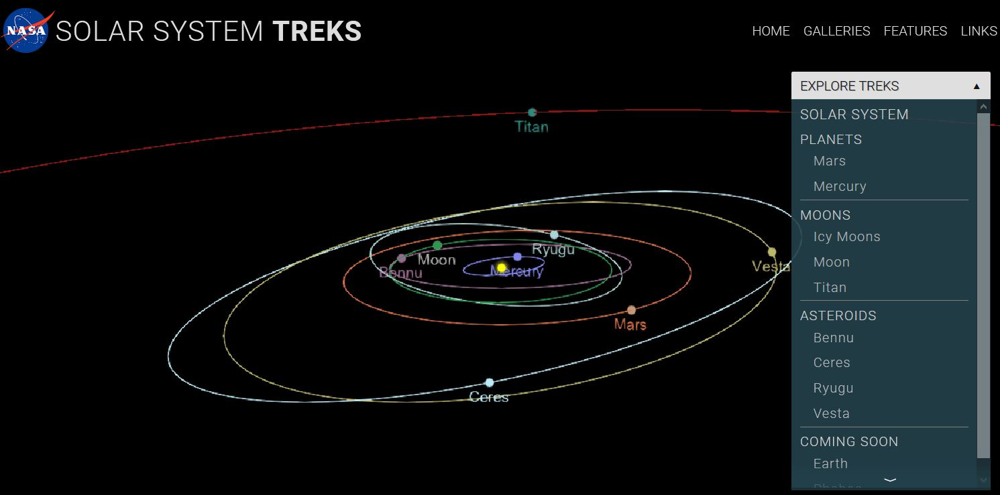 NASA
SOLAR SYSTEM TREKS
HOME GALLERIES FEATURES LINKS
EXPLORE TREKS
SOLAR SYSTEM
PLANETS
Mars
Mercury
MOONS
Icy Moons
Moon
Titan
ASTEROIDS
Bennu
Ceres
Ryugu
Vesta
COMING SOON
Earth
Titan
Ryugu
Moon
Bennu
Mercury
Vesta
Mars
Ceres